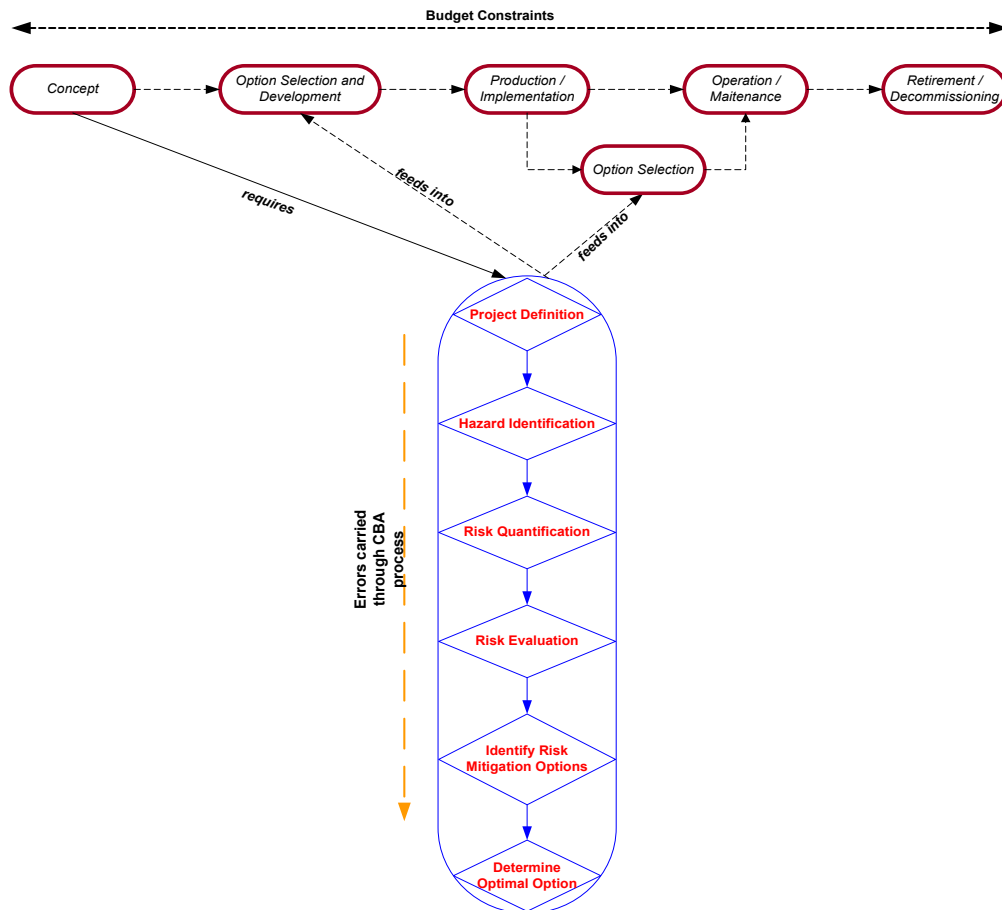 Budget Constraints
Concept
Option Selection and
Development
Production /
Implementation
Operation /
Maitenance
Retirement /
Decommissioning
Option Selection
requires
feeds into
feeds into
Project Definition
Hazard Identification
Risk Quantification
Risk Evaluation
Identify Risk
Mitigation Options
Determine
Optimal Option
Errors carried
through CBA
process